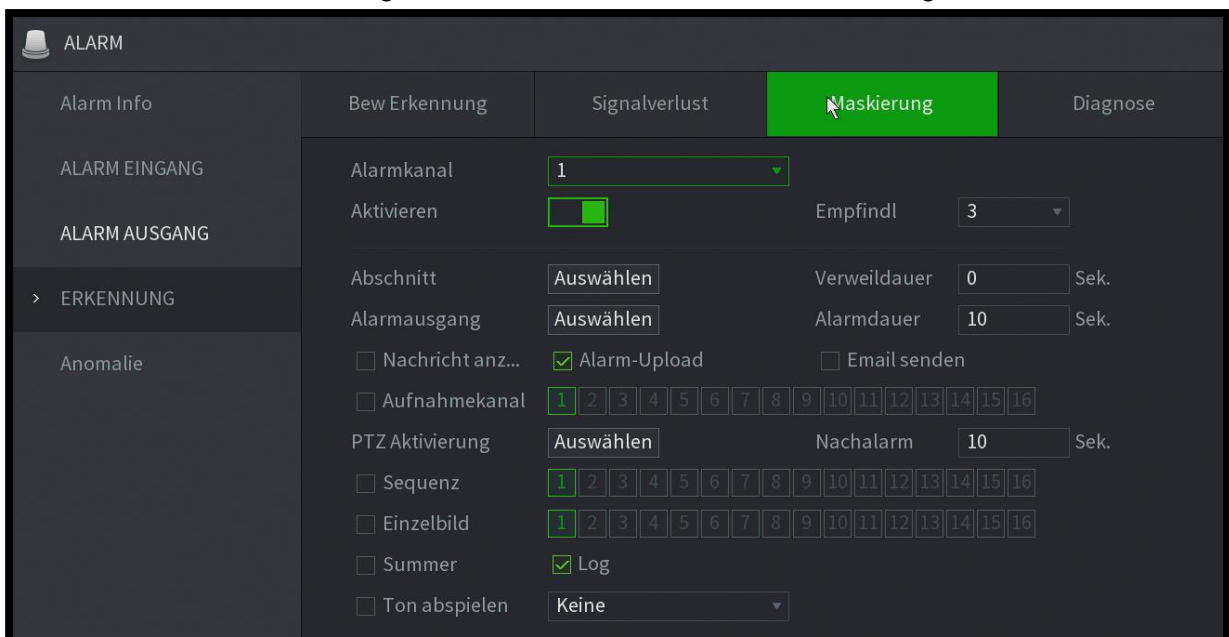 ALARM
Alarm Info
ALARM EINGANG
ALARM AUSGANG
> ERKENNUNG
Anomalie
Bew Erkennung Signalverlust Maskierung Diagnose
Alarmkanal 1
Aktivieren Empfindl 3
Abschnitt Auswählen Verweildauer 0 Sek.
Alarmausgang Auswählen Alarmdauer 10 Sek.
Nachricht anz... Alarm-Upload Email senden
Aufnahmekanal 1 2 3 4 5 6 7 8 9 10 11 12 13 14 15 16
PTZ Aktivierung Auswählen Nachalarm 10 Sek.
Sequenz 1 2 3 4 5 6 7 8 9 10 11 12 13 14 15 16
Einzelbild 1 2 3 4 5 6 7 8 9 10 11 12 13 14 15 16
Summer Log
Ton abspielen Keine